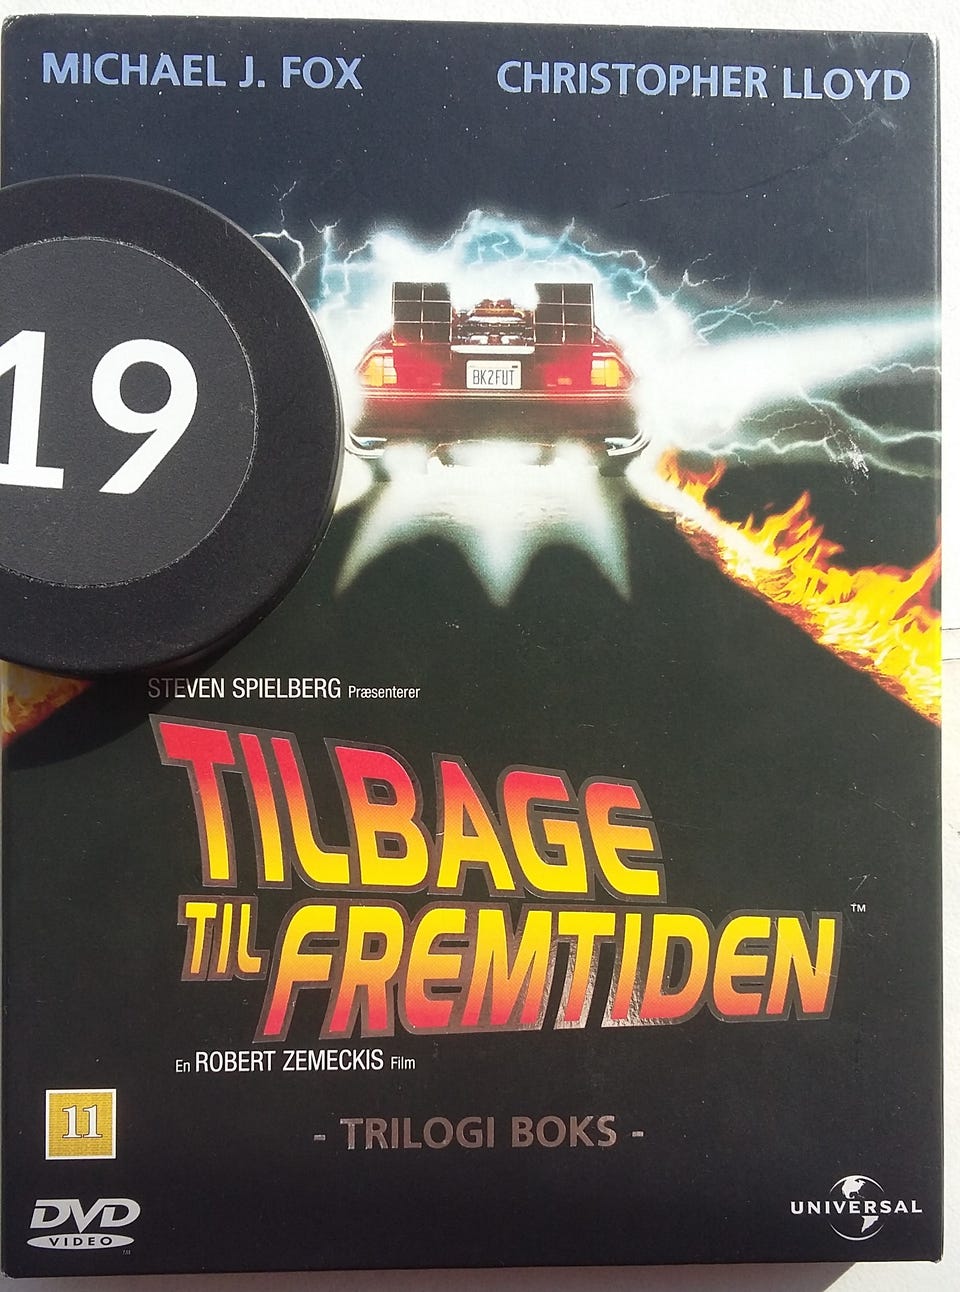 MICHAEL J. FOX
CHRISTOPHER LLOYD
19
BK2FUT
STEVEN SPIELBERG Præsenterer
TILBAGE
TIL FREMTIDEN™
En ROBERT ZEMECKIS Film
11
- TRILOGI BOKS -
DVD
VIDEO
UNIVERSAL